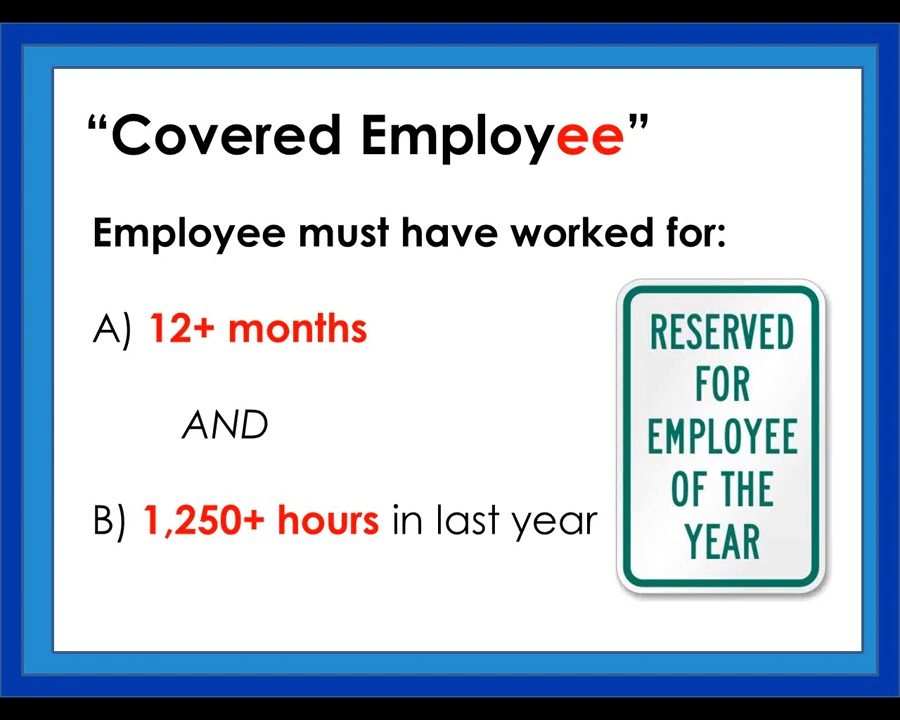 “Covered Employee”
Employee must have worked for:
A) 12+ months
AND
B) 1,250+ hours in last year
RESERVED
FOR
EMPLOYEE
OF THE
YEAR